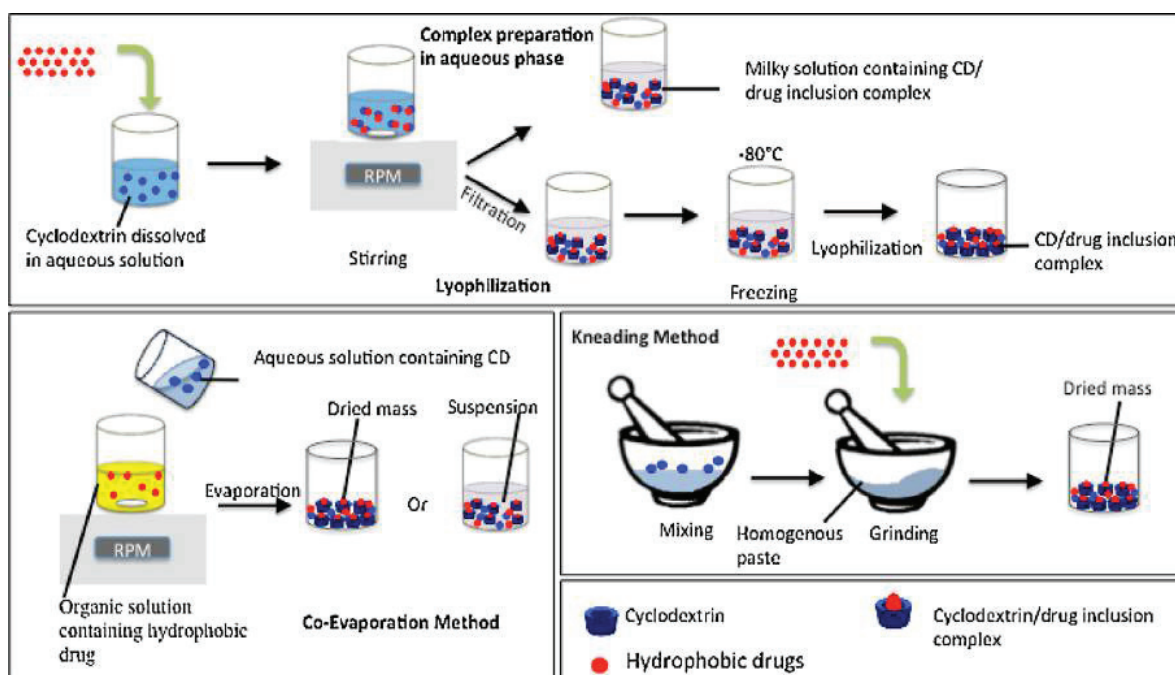 Complex preparation
in aqueous phase
Milky solution containing CD/
drug inclusion complex
Cyclodextrin dissolved
in aqueous solution
RPM
Stirring
Filtration
Lyophilization
-80°C
Freezing
Lyophilization
CD/drug inclusion
complex
Aqueous solution containing CD
Dried mass
Suspension
Evaporation
Or
RPM
Organic solution
containing hydrophobic
drug
Co-Evaporation Method
Kneading Method
Dried mass
Mixing
Homogenous
paste
Grinding
Cyclodextrin
Cyclodextrin/drug inclusion
complex
Hydrophobic drugs